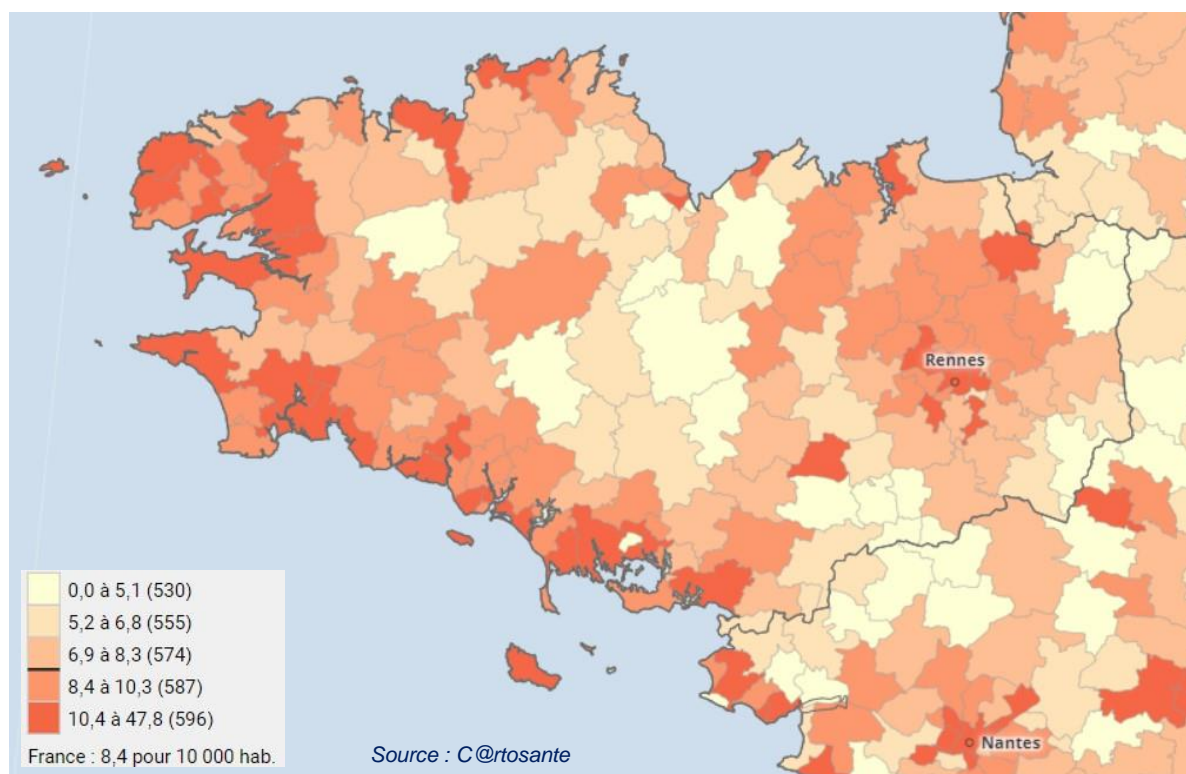 Rennes
0,0 à 5,1 (530)
5,2 à 6,8 (555)
6,9 à 8,3 (574)
8,4 à 10,3 (587)
10,4 à 47,8 (596)
France : 8,4 pour 10 000 hab.
Source : C@rtosante
Nantes